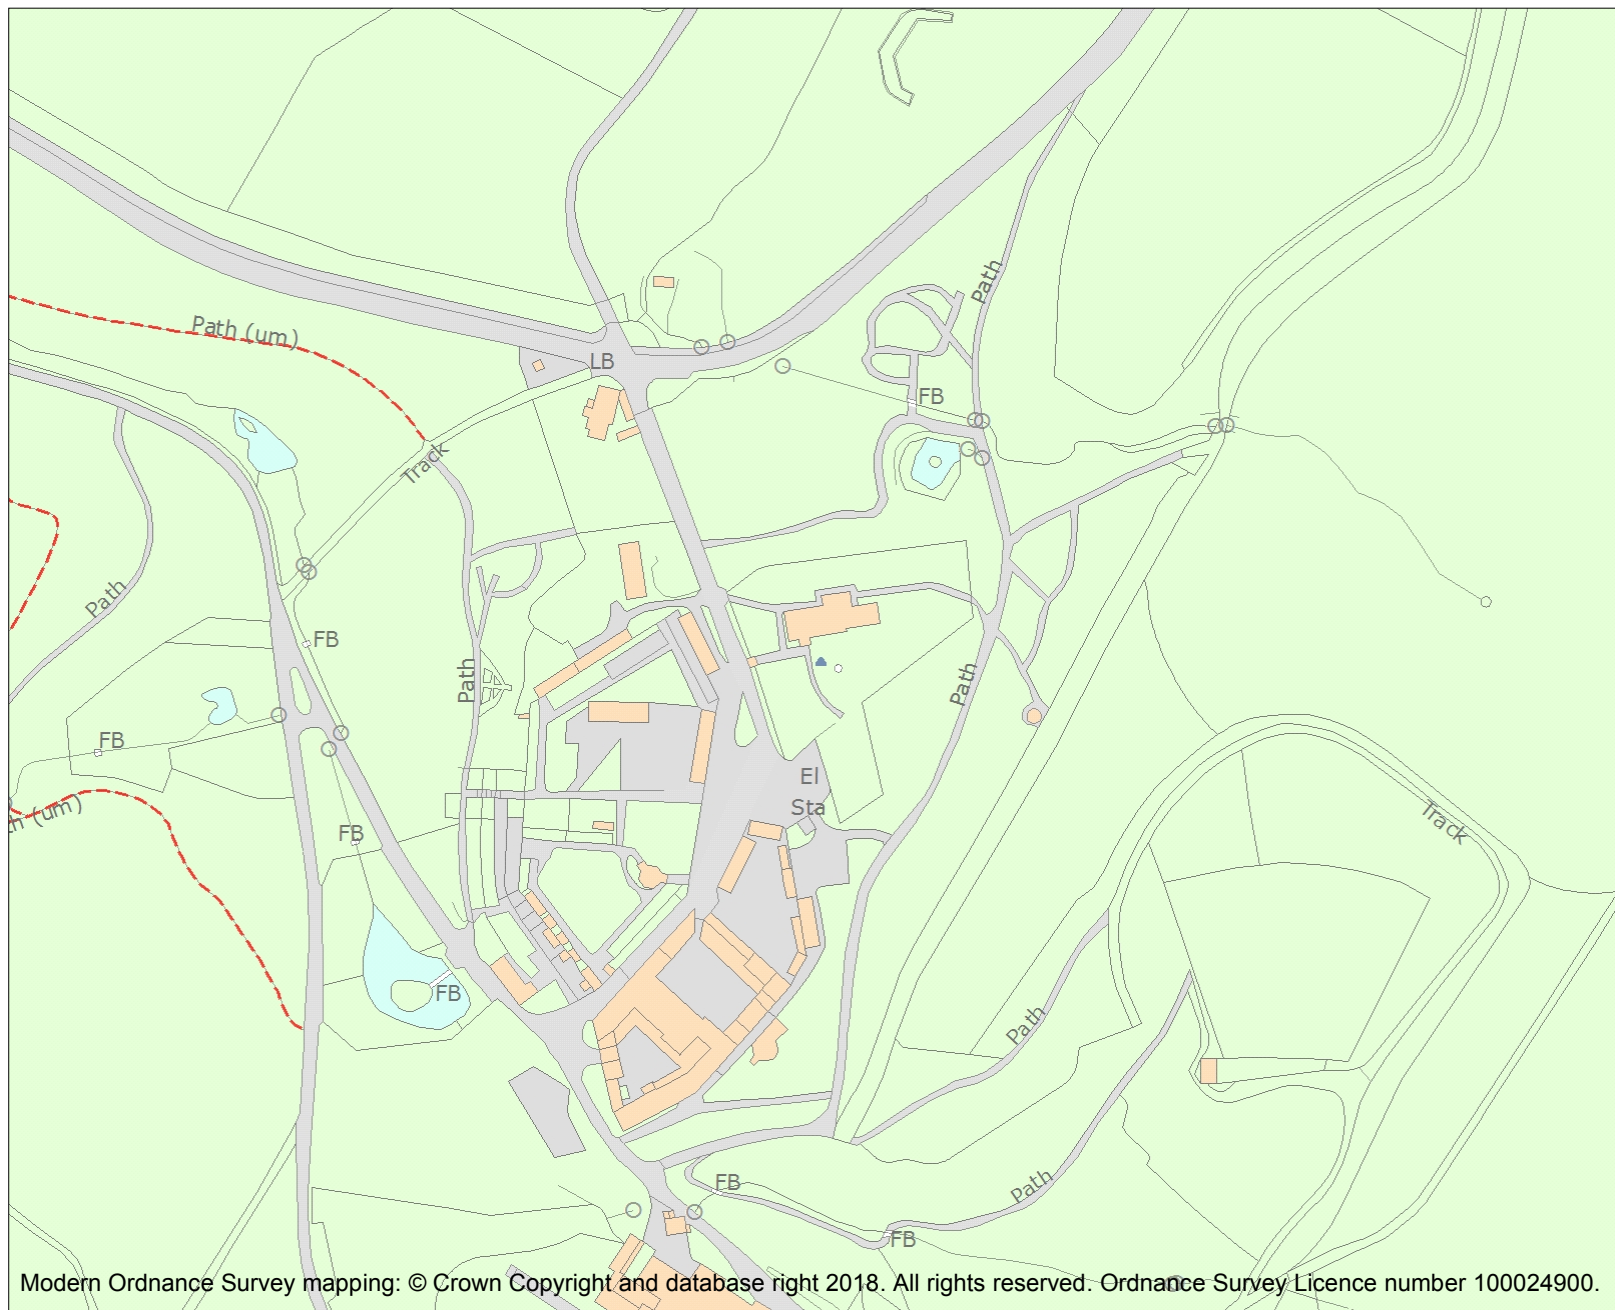 Path
Path (um)
LB
FB
Track
Path
FB
Path
Path
FB
El
Sta
th (um)
FB
Track
FB
Path
FB
Path
FB
Modern Ordnance Survey mapping: © Crown Copyright and database right 2018. All rights reserved. Ordnance Survey Licence number 100024900.